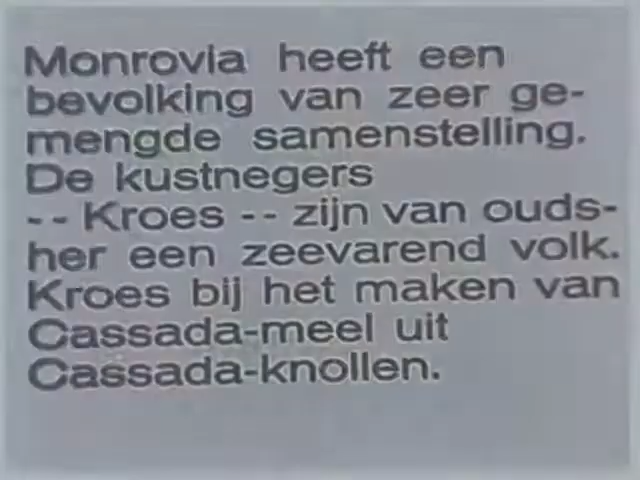 Monrovia heeft een
bevolking van zeer ge-
mengde samenstelling.
De kustnegers
-- Kroes -- zijn van ouds-
her een zeevarend volk.
Kroes bij het maken van
Cassada-meel uit
Cassada-knollen.